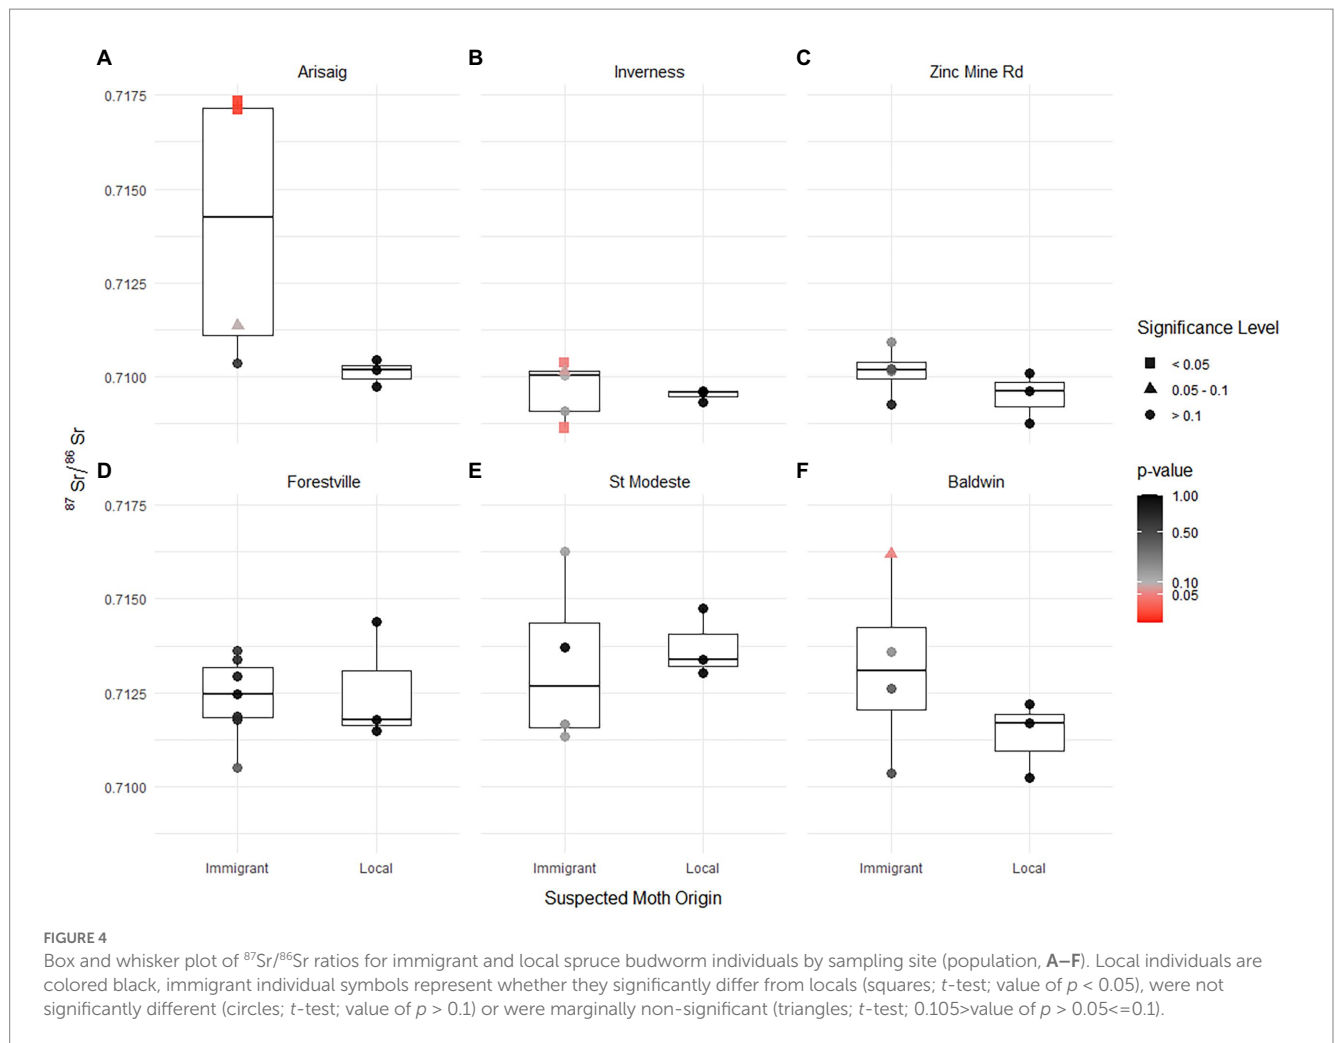 A
B
C
Arisaig
Inverness
Zinc Mine Rd
0.7175
0.7150
0.7125
0.7100
Significance Level
< 0.05
0.05 - 0.1
> 0.1
⁸⁷ Sr/⁸⁶ Sr
D
E
F
Forestville
St Modeste
Baldwin
0.7175
0.7150
0.7125
0.7100
p-value
1.00
0.50
0.10
0.05
Immigrant Local
Immigrant Local
Immigrant Local
Suspected Moth Origin
FIGURE 4
Box and whisker plot of ⁸⁷Sr/⁸⁶Sr ratios for immigrant and local spruce budworm individuals by sampling site (population, A–F). Local individuals are
colored black, immigrant individual symbols represent whether they significantly differ from locals (squares; t-test; value of p < 0.05), were not
significantly different (circles; t-test; value of p > 0.1) or were marginally non-significant (triangles; t-test; 0.105>value of p > 0.05<=0.1).